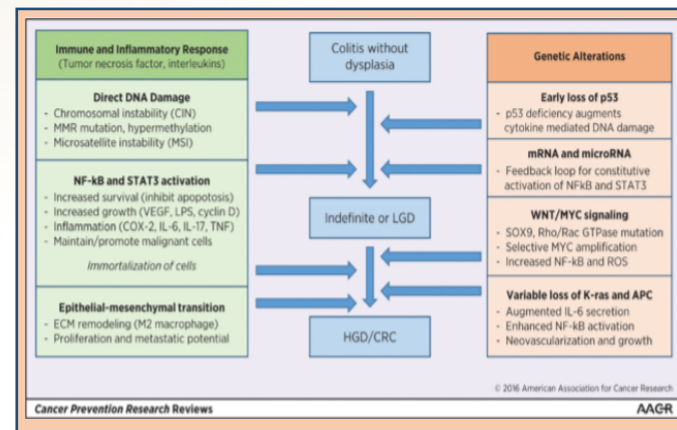 Immune and Inflammatory Response
(Tumor necrosis factor, interleukins)
Direct DNA Damage
- Chromosomal instability (CIN)
- MMR mutation, hypermethylation
- Microsatellite instability (MSI)
NF-kB and STAT3 activation
- Increased survival (inhibit apopotosis)
- Increased growth (VEGF, LPS, cyclin D)
- Inflammation (COX-2, IL-6, IL-17, TNF)
- Maintain/promote malignant cells
Immortalization of cells
Epithelial-mesenchymal transition
- ECM remodeling (M2 macrophage)
- Proliferation and metastatic potential
Colitis without
dysplasia
Indefinite or LGD
HGD/CRC
Genetic Alterations
Early loss of p53
- p53 deficiency augments
cytokine mediated DNA damage
mRNA and microRNA
- Feedback loop for constitutive
activation of NFkB and STAT3
WNT/MYC signaling
- SOX9, Rho/Rac GTPase mutation
- Selective MYC amplification
- Increased NF-kB and ROS
Variable loss of K-ras and APC
- Augmented IL-6 secretion
- Enhanced NF-kB activation
- Neovascularization and growth
© 2016 American Association for Cancer Research
Cancer Prevention Research Reviews
AACR